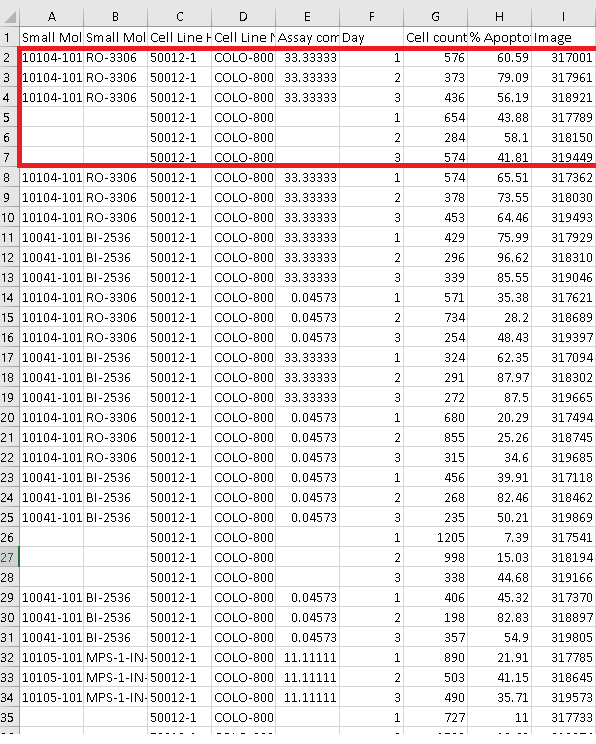 A B C D E F G H I
1 Small Mol Small Mol Cell Line H Cell Line N Assay com Day Cell count % Apopto Image
2 10104-101 RO-3306 50012-1 COLO-800 33.33333 1 576 60.59 317001
3 10104-101 RO-3306 50012-1 COLO-800 33.33333 2 373 79.09 317961
4 10104-101 RO-3306 50012-1 COLO-800 33.33333 3 436 56.19 318921
5 50012-1 COLO-800 1 654 43.88 317789
6 50012-1 COLO-800 2 284 58.1 318150
7 50012-1 COLO-800 3 574 41.81 319449
8 10104-101 RO-3306 50012-1 COLO-800 33.33333 1 574 65.51 317362
9 10104-101 RO-3306 50012-1 COLO-800 33.33333 2 378 73.55 318030
10 10104-101 RO-3306 50012-1 COLO-800 33.33333 3 453 64.46 319493
11 10041-101 BI-2536 50012-1 COLO-800 33.33333 1 429 75.99 317929
12 10041-101 BI-2536 50012-1 COLO-800 33.33333 2 296 96.62 318310
13 10041-101 BI-2536 50012-1 COLO-800 33.33333 3 339 85.55 319046
14 10104-101 RO-3306 50012-1 COLO-800 0.04573 1 571 35.38 317621
15 10104-101 RO-3306 50012-1 COLO-800 0.04573 2 734 28.2 318689
16 10104-101 RO-3306 50012-1 COLO-800 0.04573 3 254 48.43 319397
17 10041-101 BI-2536 50012-1 COLO-800 33.33333 1 324 62.35 317094
18 10041-101 BI-2536 50012-1 COLO-800 33.33333 2 291 87.97 318302
19 10041-101 BI-2536 50012-1 COLO-800 33.33333 3 272 87.5 319665
20 10104-101 RO-3306 50012-1 COLO-800 0.04573 1 680 20.29 317494
21 10104-101 RO-3306 50012-1 COLO-800 0.04573 2 855 25.26 318745
22 10104-101 RO-3306 50012-1 COLO-800 0.04573 3 315 34.6 319685
23 10041-101 BI-2536 50012-1 COLO-800 0.04573 1 456 39.91 317118
24 10041-101 BI-2536 50012-1 COLO-800 0.04573 2 268 82.46 318462
25 10041-101 BI-2536 50012-1 COLO-800 0.04573 3 235 50.21 319869
26 50012-1 COLO-800 1 1205 7.39 317541
27 50012-1 COLO-800 2 998 15.03 318194
28 50012-1 COLO-800 3 338 44.68 319166
29 10041-101 BI-2536 50012-1 COLO-800 0.04573 1 406 45.32 317370
30 10041-101 BI-2536 50012-1 COLO-800 0.04573 2 198 82.83 318897
31 10041-101 BI-2536 50012-1 COLO-800 0.04573 3 357 54.9 319805
32 10105-101 MPS-1-IN- 50012-1 COLO-800 11.11111 1 890 21.91 317785
33 10105-101 MPS-1-IN- 50012-1 COLO-800 11.11111 2 503 41.15 318645
34 10105-101 MPS-1-IN- 50012-1 COLO-800 11.11111 3 490 35.71 319573
35 50012-1 COLO-800 1 727 11 317733